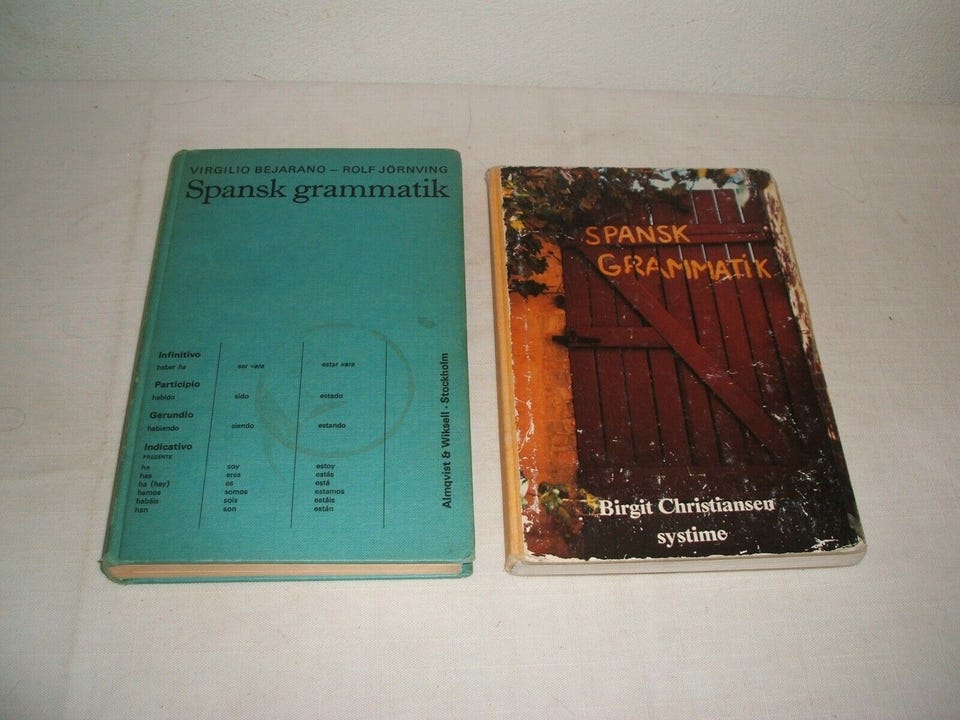 VIRGILIO BEJARANO – ROLF JÖRNVING
Spansk grammatik
Infinitivo
haber ha
ser vara
estar vara
Participio
habido
sido
estado
Gerundio
habiendo
siendo
estando
Indicativo
PRESENTE
he
has
ha (hay)
hamos
habéis
han
soy
eres
es
somos
sois
son
estoy
estás
está
estamos
estáis
están
Almqvist & Wiksell · Stockholm
SPANSK
GRAMMATIK
Birgit Christiansen
systime